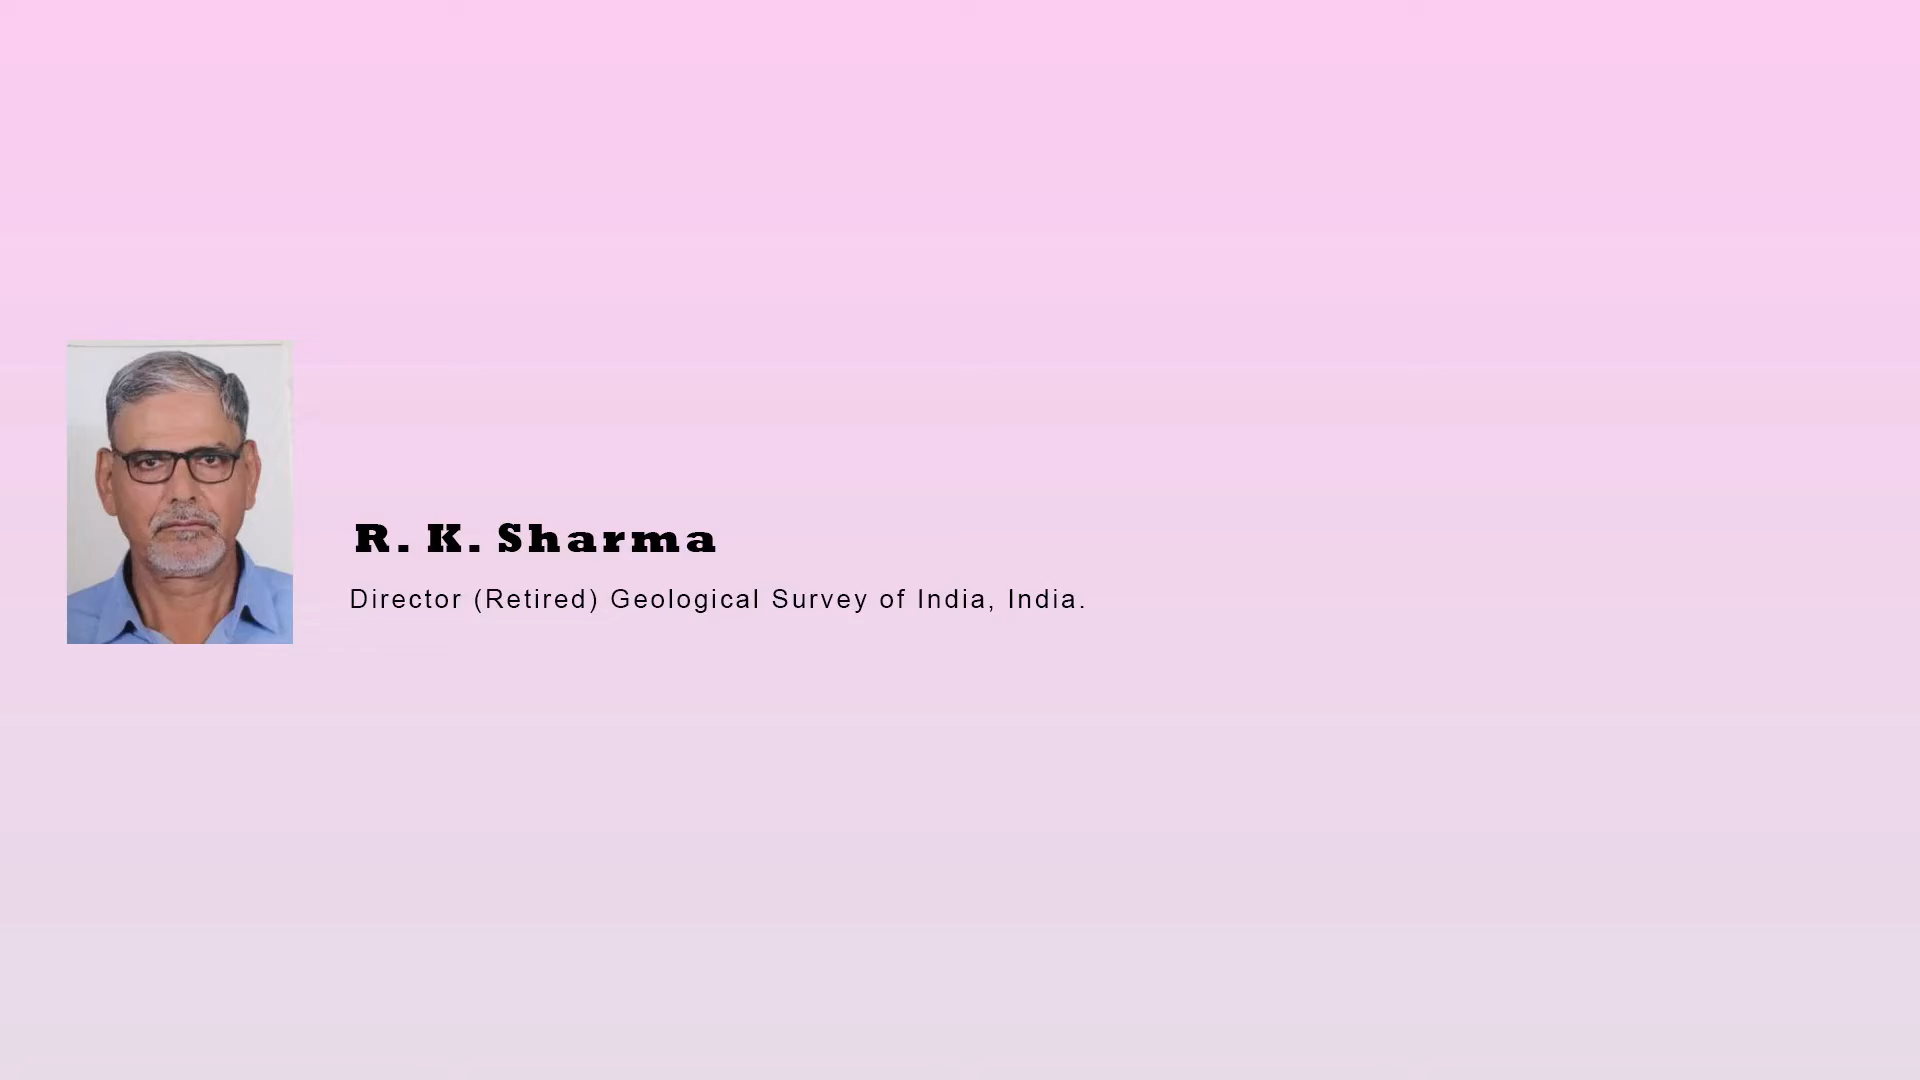 R. K. Sharma
Director (Retired) Geological Survey of India, India.